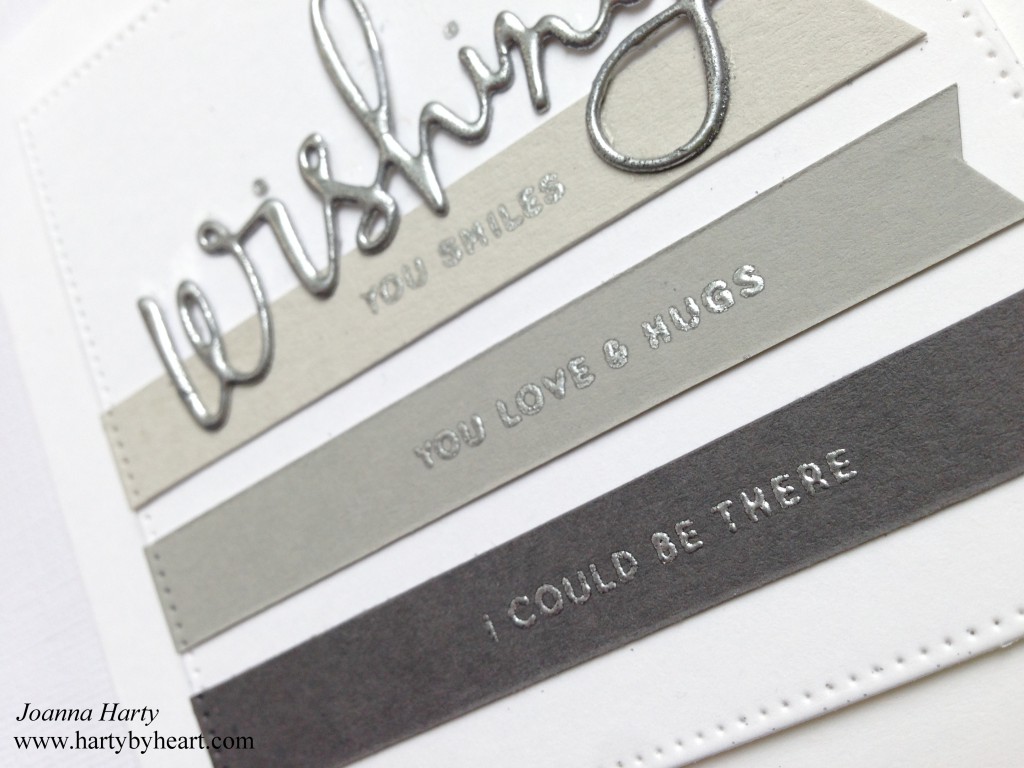 wishing
YOU SMILES
YOU LOVE & HUGS
I COULD BE THERE
Joanna Harty
www.hartybyheart.com